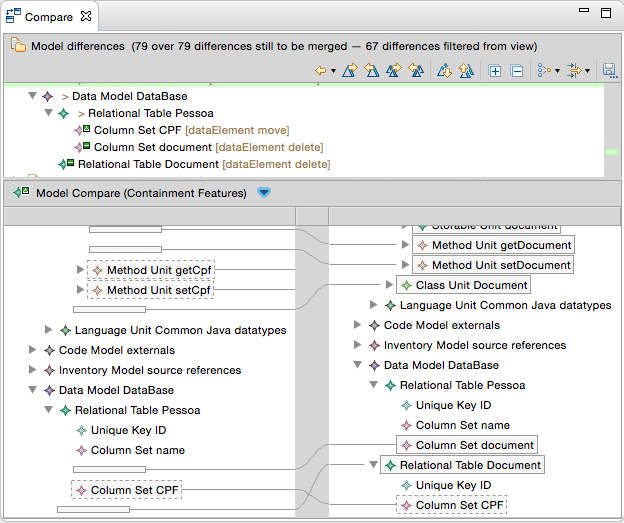 Compare
Model differences (79 over 79 differences still to be merged — 67 differences filtered from view)
> Data Model DataBase
> Relational Table Pessoa
Column Set CPF [dataElement move]
Column Set document [dataElement delete]
Relational Table Document [dataElement delete]
Model Compare (Containment Features)
Method Unit getCpf
Method Unit setCpf
Language Unit Common Java datatypes
Code Model externals
Inventory Model source references
Data Model DataBase
Relational Table Pessoa
Unique Key ID
Column Set name
Column Set CPF
Storable Unit document
Method Unit getDocument
Method Unit setDocument
Class Unit Document
Language Unit Common Java datatypes
Code Model externals
Inventory Model source references
Data Model DataBase
Relational Table Pessoa
Unique Key ID
Column Set name
Column Set document
Relational Table Document
Unique Key ID
Column Set CPF